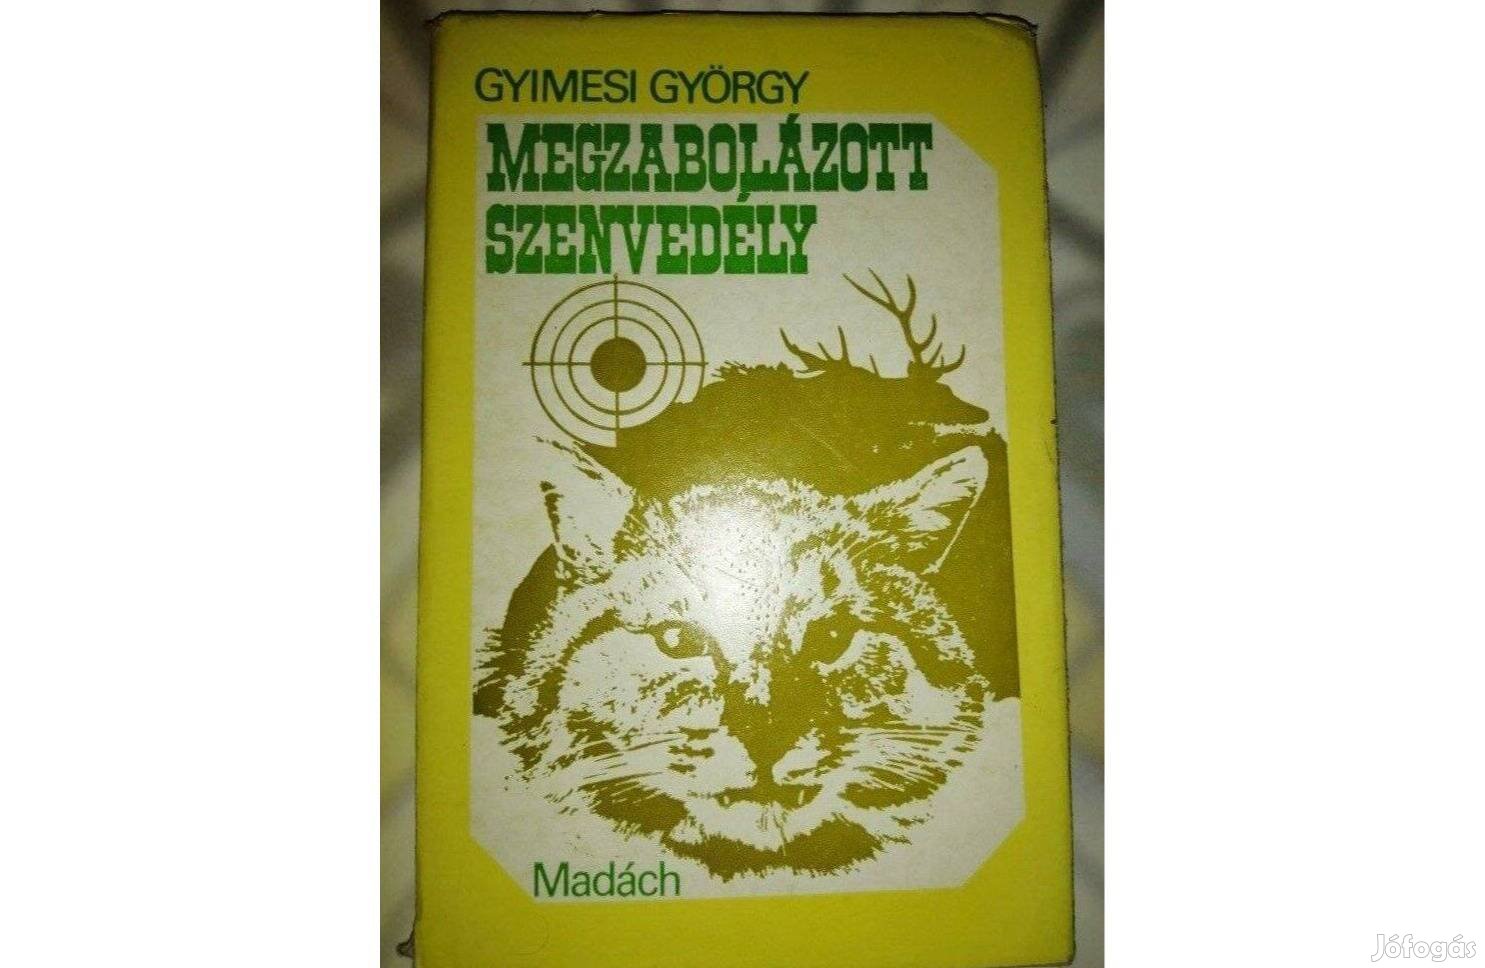 GYIMESI GYÖRGY
MEGZABOLÁZOTT
SZENVEDÉLY
Madách
Jófogás